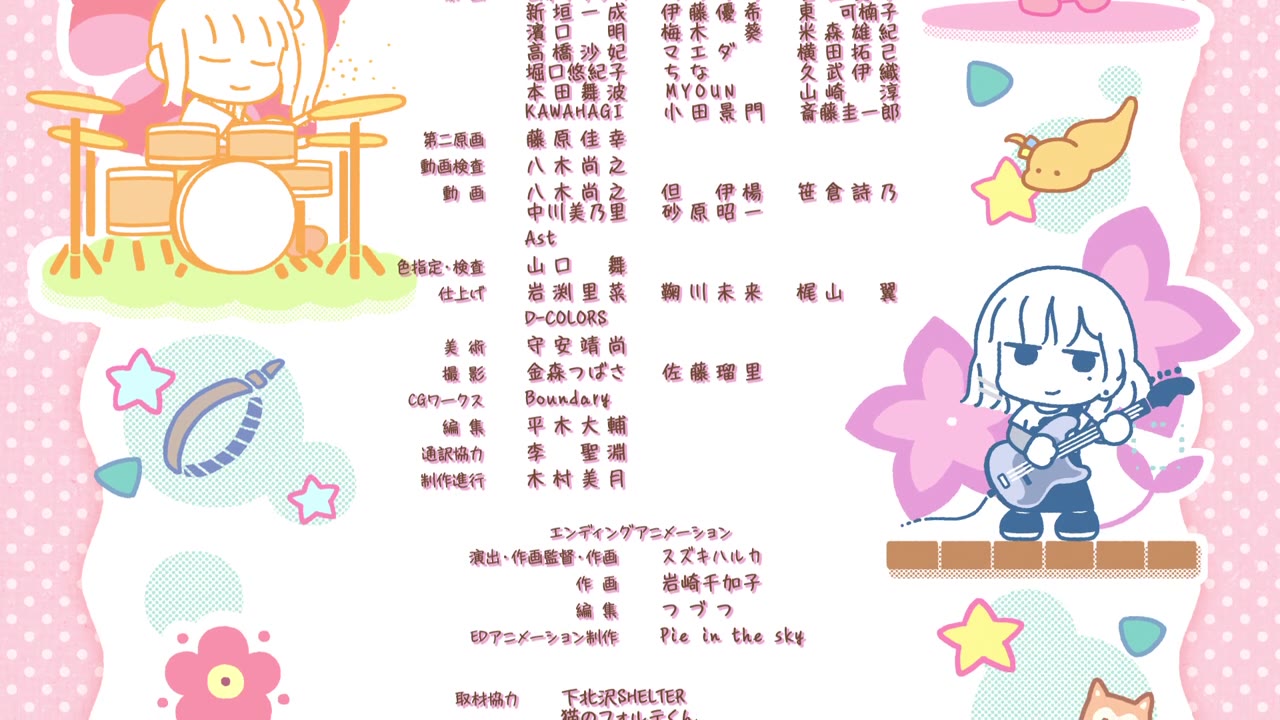 新垣一成 伊藤優希 東 可楠子
濱口 明 梅木 葵 米森雄紀
高橋沙妃 マエダ 横田拓己
堀口悠紀子 ちな 久武伊織
本田舞波 MYOUN 山崎 淳
KAWAHAGI 小田景門 斎藤圭一郎
第二原画 藤原佳幸
動画検査 八木尚之
動画 八木尚之 但 伊楊 笹倉詩乃
中川美乃里 砂原昭一
Ast
色指定・検査 山口 舞
仕上げ 岩渕里菜 鞠川未来 梶山 翼
D-COLORS
美術 守安靖尚
撮影 金森つばさ 佐藤瑠里
CGワークス Boundary
編集 平木大輔
通訳協力 李 聖淵
制作進行 木村美月
エンディングアニメーション
演出・作画監督・作画 スズキハルカ
作画 岩崎千加子
編集 つづつ
EDアニメーション制作 Pie in the sky
取材協力 下北沢SHELTER
猫のフォルテくん